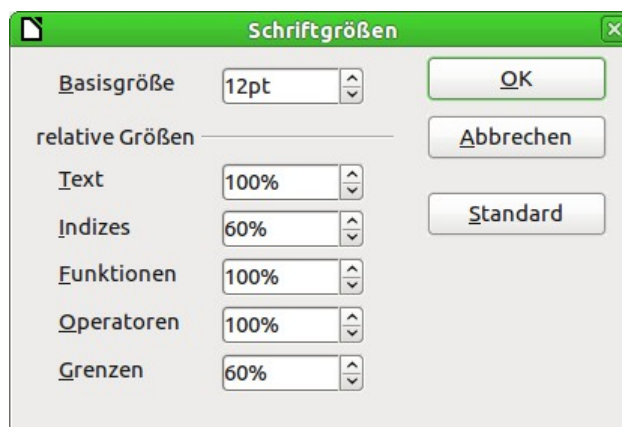 Schriftgrößen
Basisgröße 12pt
OK
relative Größen
Abbrechen
Text 100%
Standard
Indizes 60%
Funktionen 100%
Operatoren 100%
Grenzen 60%